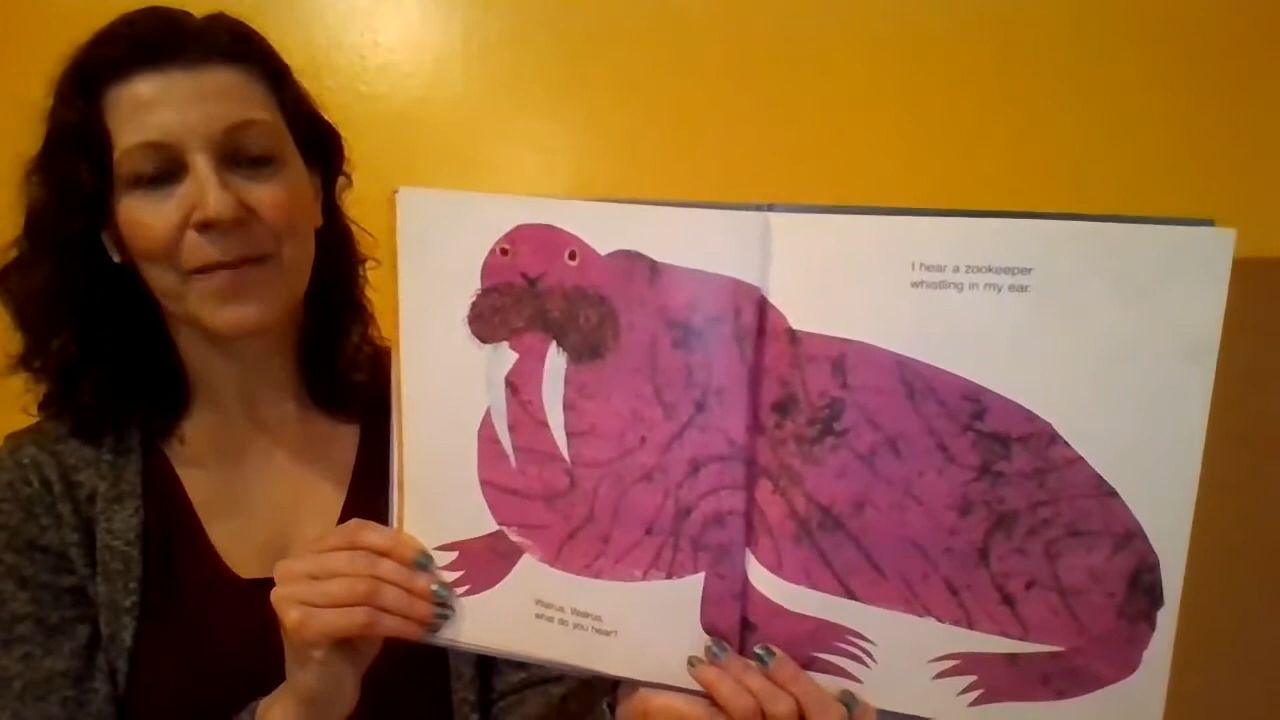 Walrus, Walrus,
what do you hear?
I hear a zookeeper
whistling in my ear.